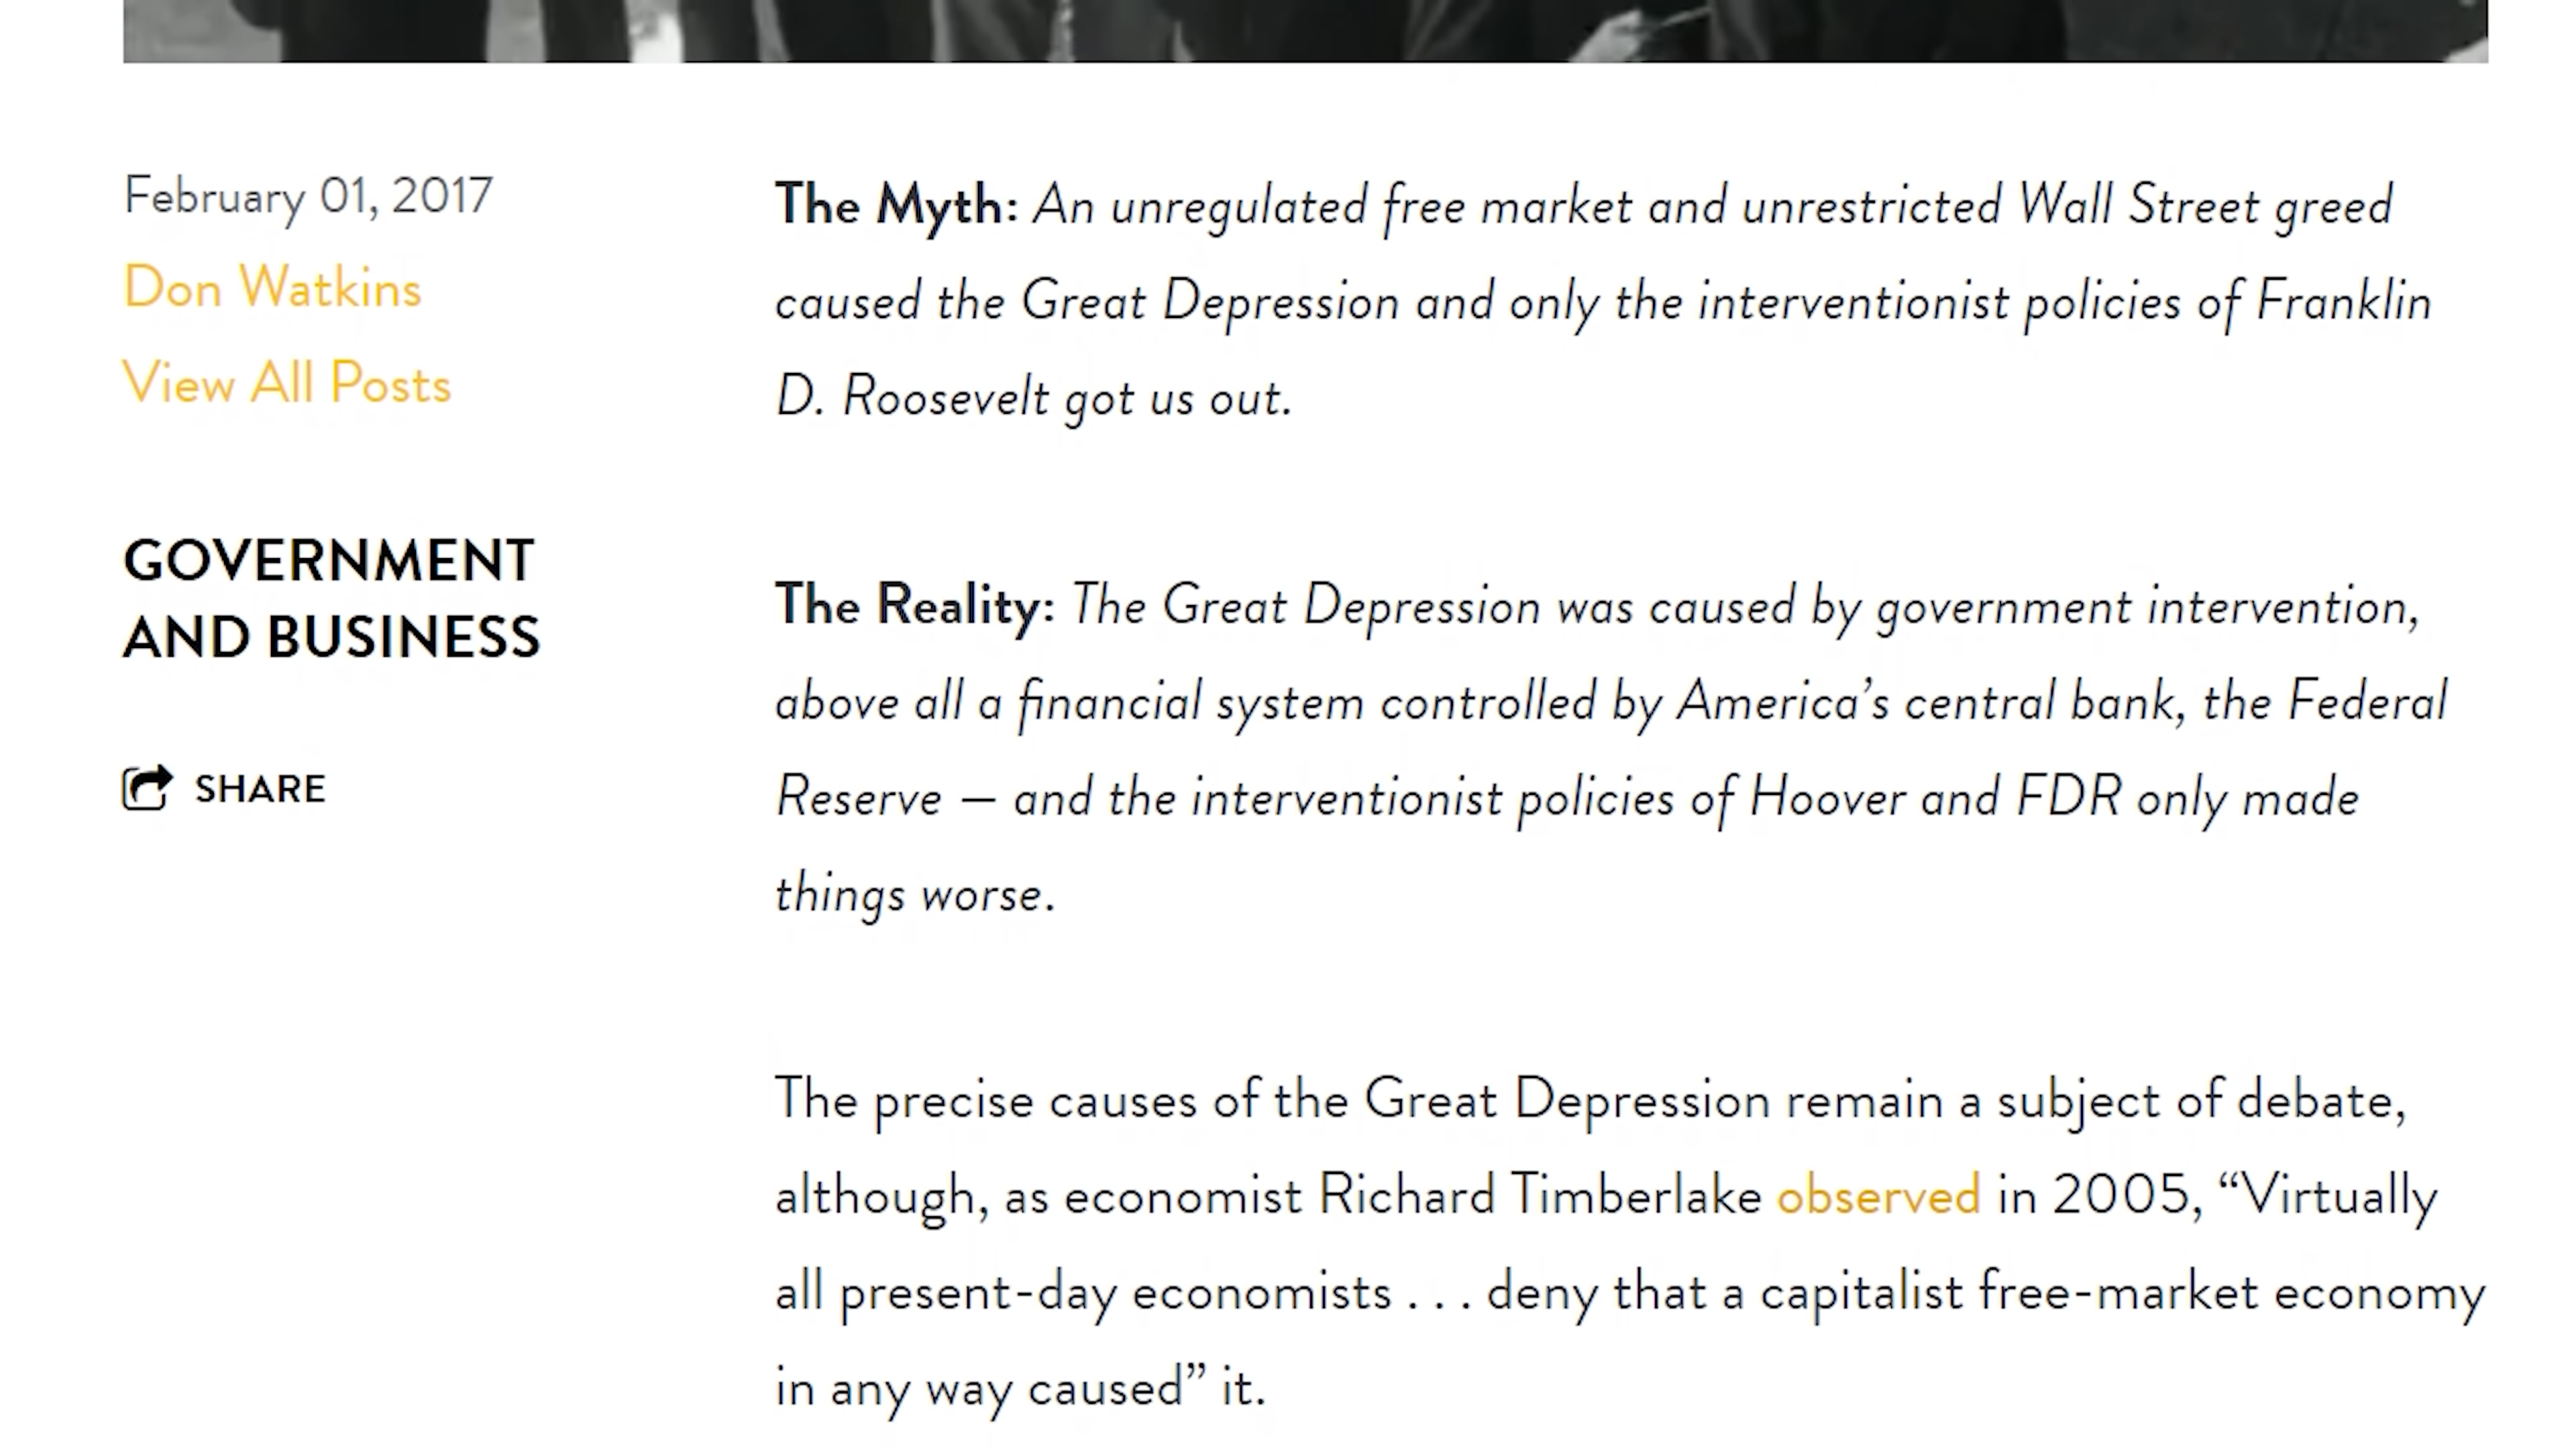 February 01, 2017
Don Watkins
View All Posts
GOVERNMENT
AND BUSINESS
SHARE
The Myth: An unregulated free market and unrestricted Wall Street greed
caused the Great Depression and only the interventionist policies of Franklin
D. Roosevelt got us out.
The Reality: The Great Depression was caused by government intervention,
above all a financial system controlled by America’s central bank, the Federal
Reserve — and the interventionist policies of Hoover and FDR only made
things worse.
The precise causes of the Great Depression remain a subject of debate,
although, as economist Richard Timberlake observed in 2005, “Virtually
all present-day economists . . . deny that a capitalist free-market economy
in any way caused” it.